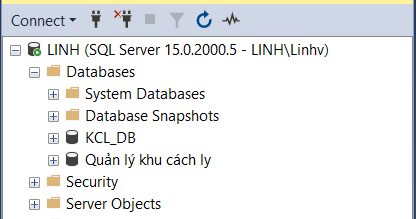 Connect
LINH (SQL Server 15.0.2000.5 - LINH\Linhv)
Databases
System Databases
Database Snapshots
KCL_DB
Quản lý khu cách ly
Security
Server Objects